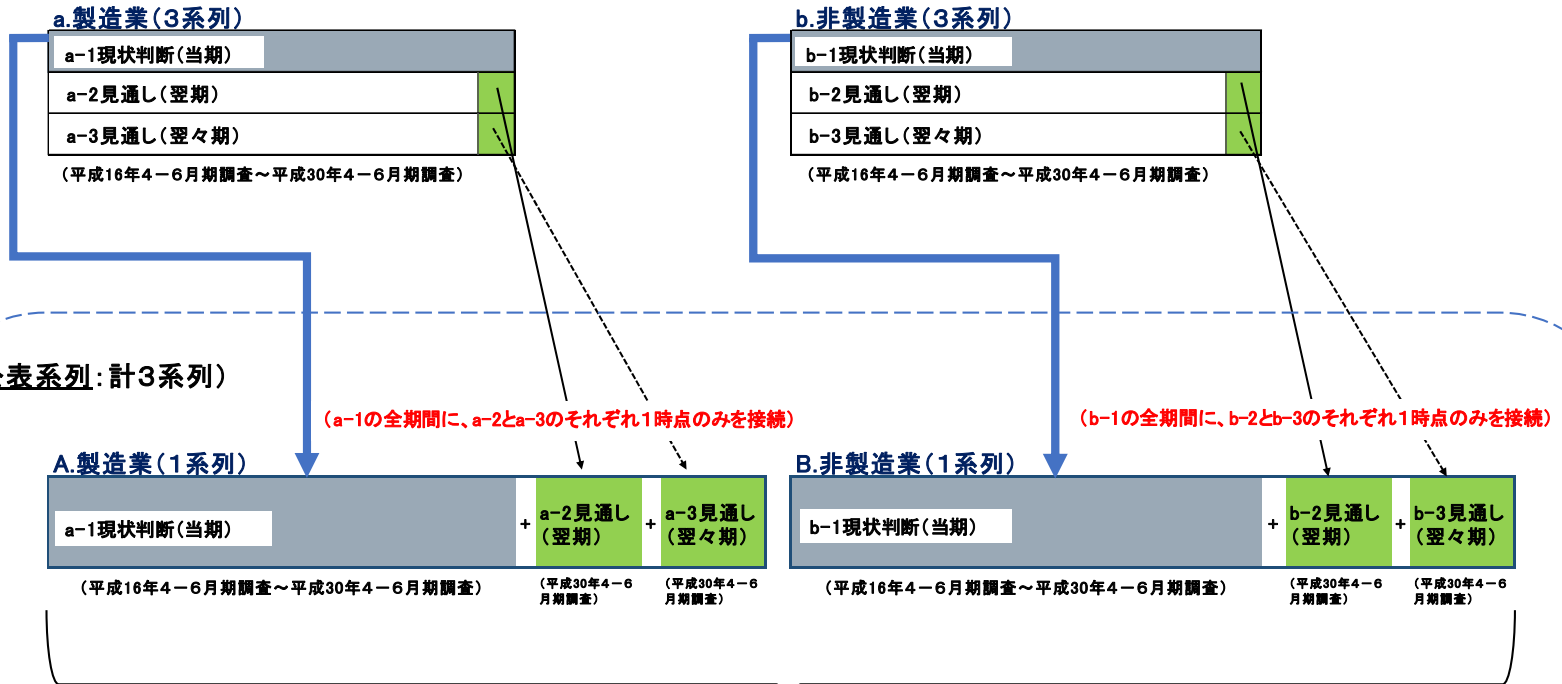 a.製造業（３系列）
a-1現状判断(当期）
a-2見通し（翌期）
a-3見通し（翌々期）
（平成16年４－６月期調査～平成30年４－６月期調査）
b.非製造業（３系列）
b-1現状判断(当期）
b-2見通し（翌期）
b-3見通し（翌々期）
（平成16年４－６月期調査～平成30年４－６月期調査）
表系列：計３系列）
（a-1の全期間に、a-2とa-3のそれぞれ１時点のみを接続）
（b-1の全期間に、b-2とb-3のそれぞれ１時点のみを接続）
A.製造業（１系列）
a-1現状判断（当期）
+
a-2見通し
（翌期）
+
a-3見通し
（翌々期）
（平成16年４－６月期調査～平成30年４－６月期調査）
（平成30年４－６
月期調査）
（平成30年４－６
月期調査）
B.非製造業（１系列）
b-1現状判断（当期）
+
b-2見通し
（翌期）
+
b-3見通し
（翌々期）
（平成16年４－６月期調査～平成30年４－６月期調査）
（平成30年４－６
月期調査）
（平成30年４－６
月期調査）